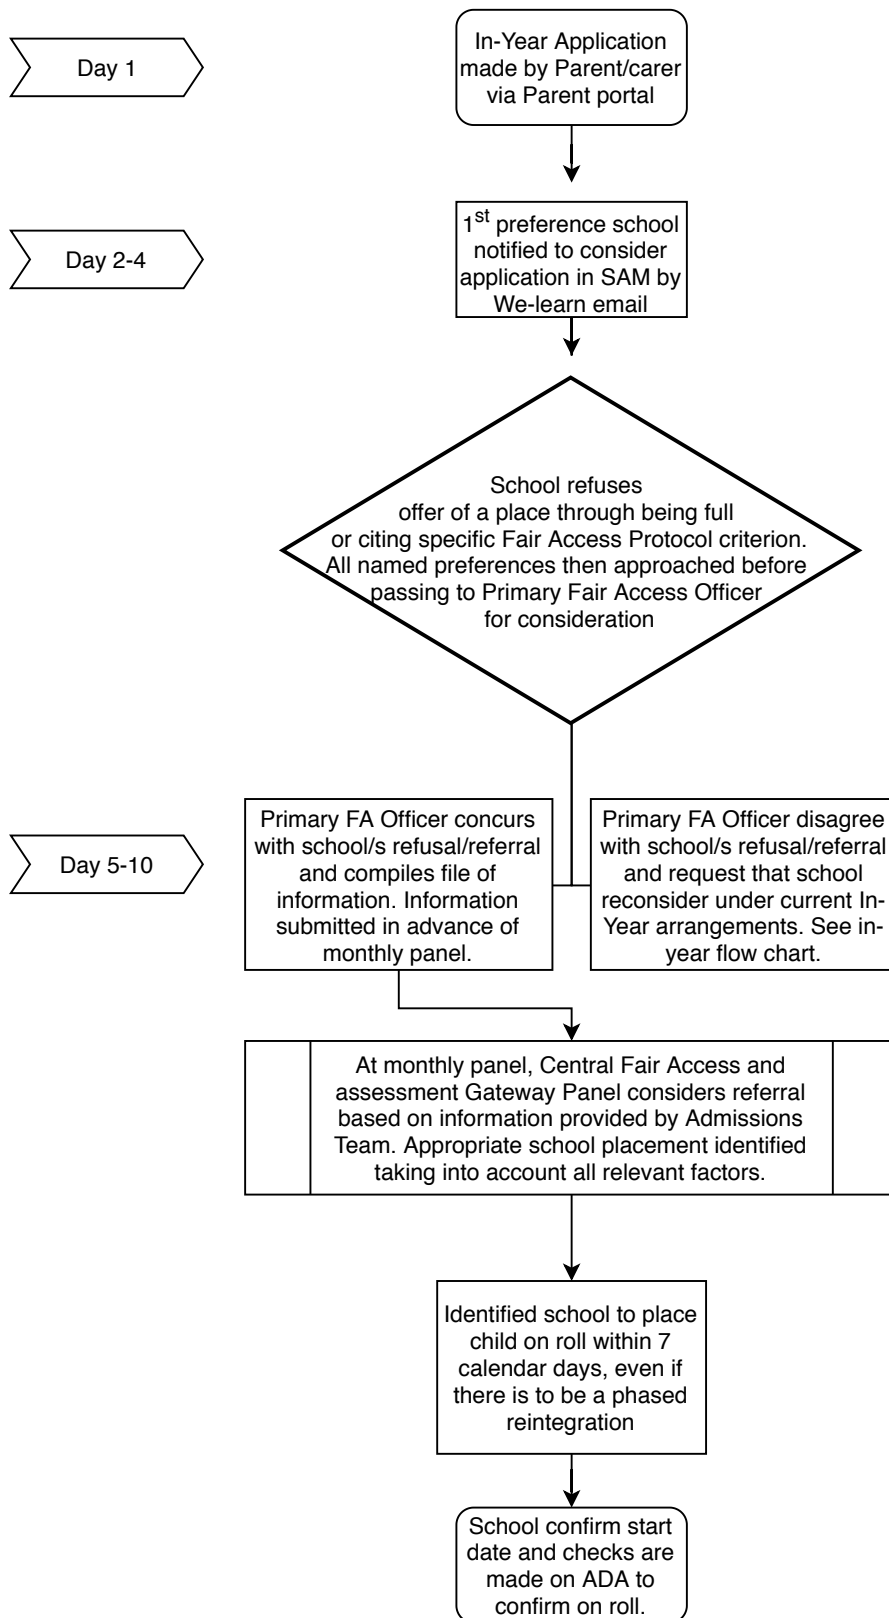 Day 1
In-Year Application
made by Parent/carer
via Parent portal
Day 2-4
1st preference school
notified to consider
application in SAM by
We-learn email
School refuses
offer of a place through being full
or citing specific Fair Access Protocol criterion.
All named preferences then approached before
passing to Primary Fair Access Officer
for consideration
Day 5-10
Primary FA Officer concurs
with school/s refusal/referral
and compiles file of
information. Information
submitted in advance of
monthly panel.
Primary FA Officer disagree
with school/s refusal/referral
and request that school
reconsider under current In-
Year arrangements. See in-
year flow chart.
At monthly panel, Central Fair Access and
assessment Gateway Panel considers referral
based on information provided by Admissions
Team. Appropriate school placement identified
taking into account all relevant factors.
Identified school to place
child on roll within 7
calendar days, even if
there is to be a phased
reintegration
School confirm start
date and checks are
made on ADA to
confirm on roll.